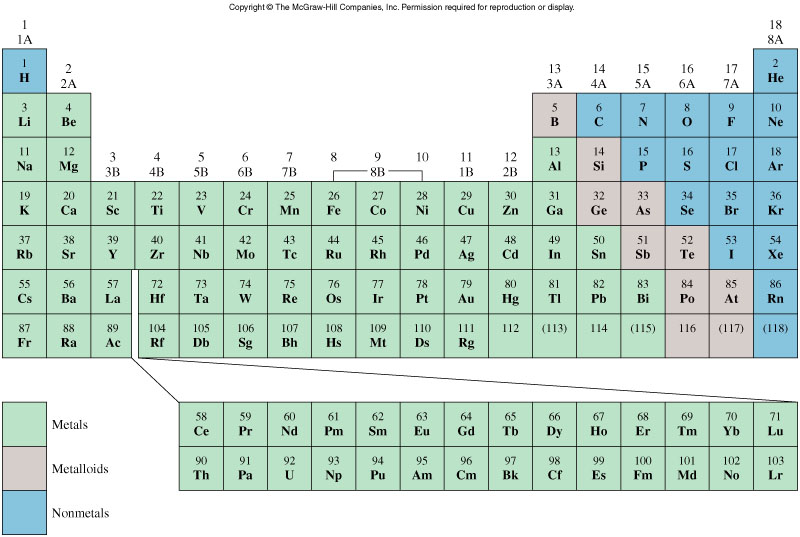 Copyright © The McGraw-Hill Companies, Inc. Permission required for reproduction or display.
1 18
1A 8A
1 2 13 14 15 16 17 2
H 2A 3A 4A 5A 6A 7A He
3 4 5 6 7 8 9 10
Li Be B C N O F Ne
11 12 3 4 5 6 7 8 9 10 11 12 13 14 15 16 17 18
Na Mg 3B 4B 5B 6B 7B 8B 1B 2B Al Si P S Cl Ar
19 20 21 22 23 24 25 26 27 28 29 30 31 32 33 34 35 36
K Ca Sc Ti V Cr Mn Fe Co Ni Cu Zn Ga Ge As Se Br Kr
37 38 39 40 41 42 43 44 45 46 47 48 49 50 51 52 53 54
Rb Sr Y Zr Nb Mo Tc Ru Rh Pd Ag Cd In Sn Sb Te I Xe
55 56 57 72 73 74 75 76 77 78 79 80 81 82 83 84 85 86
Cs Ba La Hf Ta W Re Os Ir Pt Au Hg Tl Pb Bi Po At Rn
87 88 89 104 105 106 107 108 109 110 111 112 (113) 114 (115) 116 (117) (118)
Fr Ra Ac Rf Db Sg Bh Hs Mt Ds Rg
58 59 60 61 62 63 64 65 66 67 68 69 70 71
Ce Pr Nd Pm Sm Eu Gd Tb Dy Ho Er Tm Yb Lu
90 91 92 93 94 95 96 97 98 99 100 101 102 103
Th Pa U Np Pu Am Cm Bk Cf Es Fm Md No Lr
Metals
Metalloids
Nonmetals